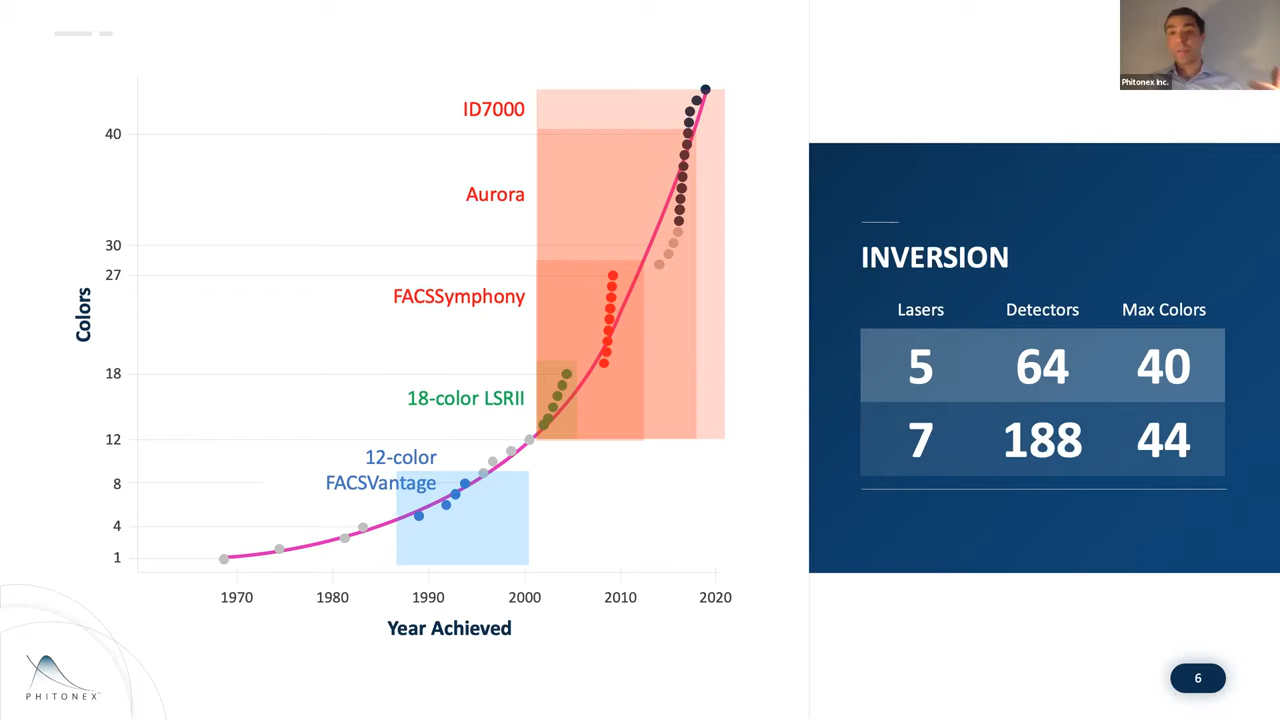 Phitonex Inc.
ID7000
Aurora
FACSSymphony
18-color LSRII
12-color
FACSVantage
Colors
40
30
27
18
12
8
4
1
1970 1980 1990 2000 2010 2020
Year Achieved
INVERSION
Lasers Detectors Max Colors
5 64 40
7 188 44
PHITONEX
6